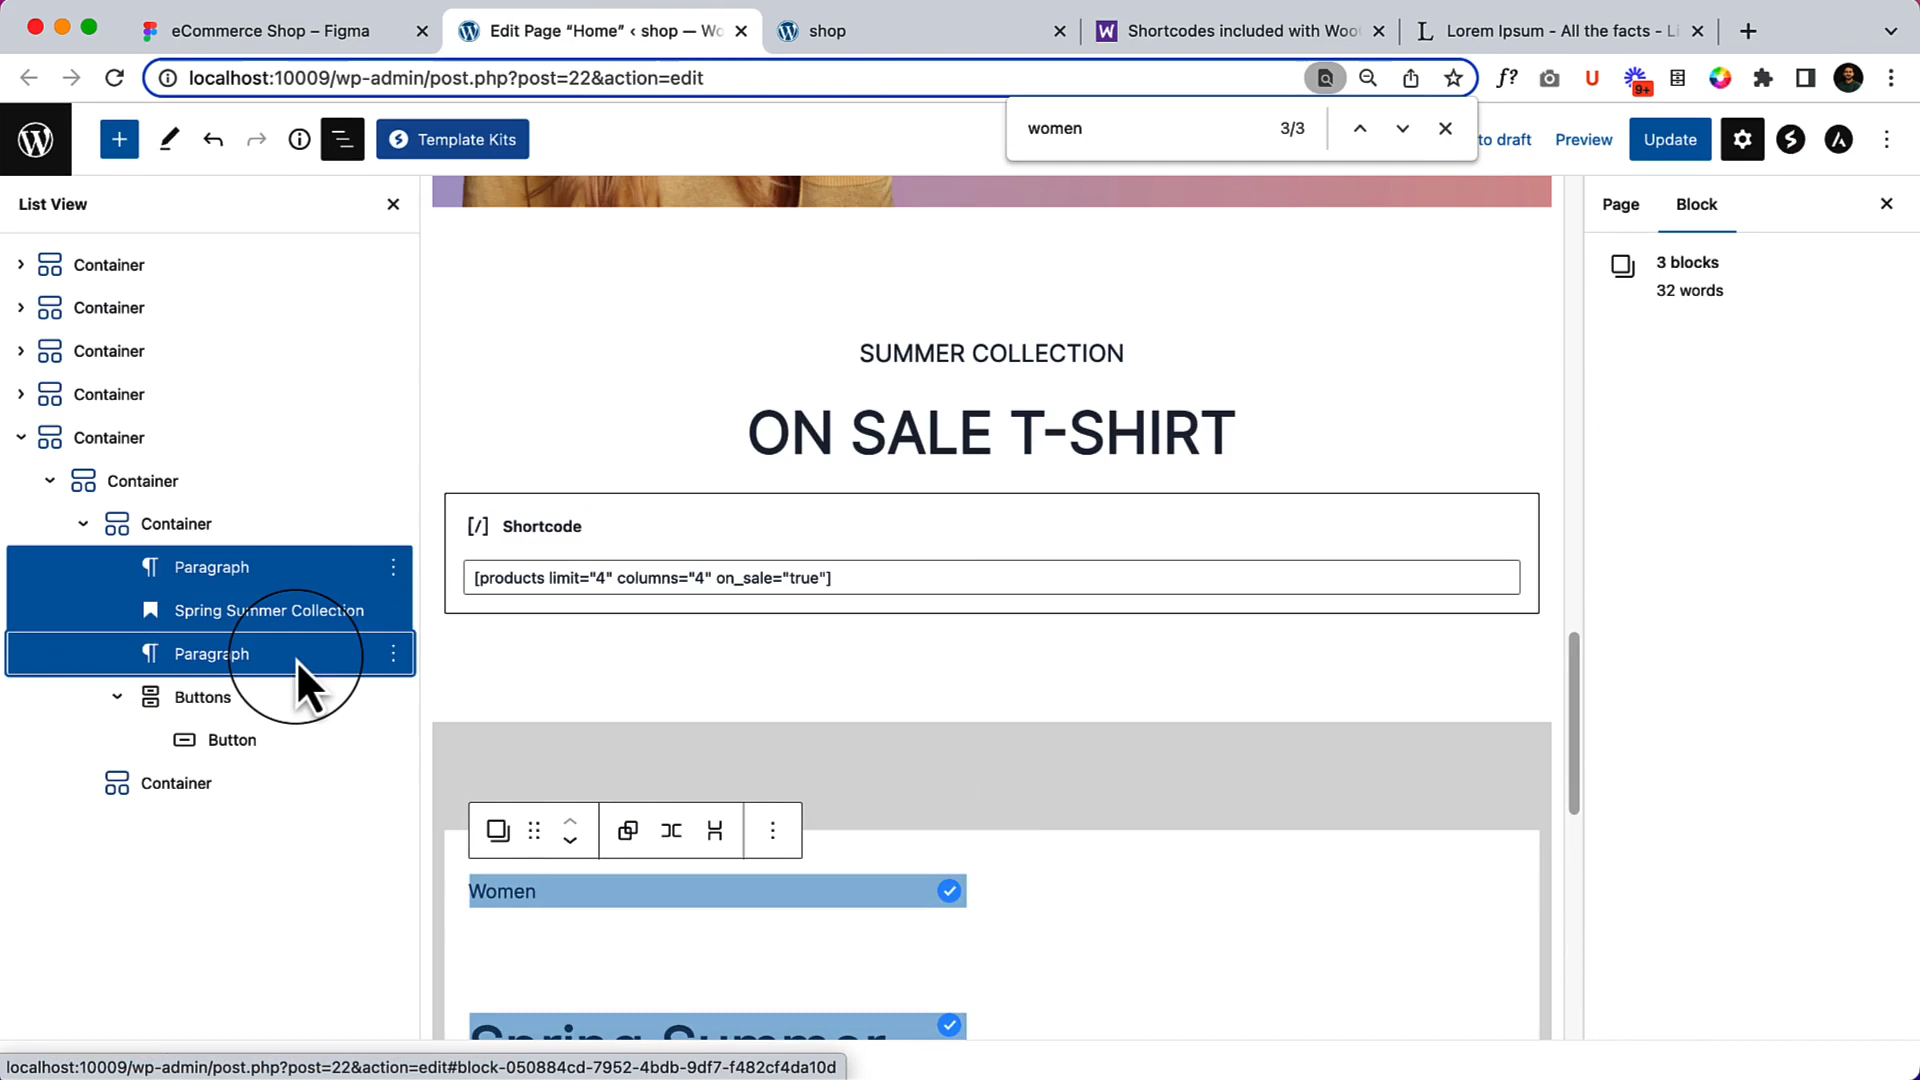 eCommerce Shop – Figma
Edit Page “Home” ‹ shop — Wo
shop
Shortcodes included with Woo
Lorem Ipsum - All the facts - Li
localhost:10009/wp-admin/post.php?post=22&action=edit
f?
U
9+
women
3/3
Template Kits
to draft
Preview
Update
List View
Page
Block
3 blocks
32 words
Container
Container
Container
Container
Container
Container
Container
Paragraph
Spring Summer Collection
Paragraph
Buttons
Button
Container
SUMMER COLLECTION
ON SALE T-SHIRT
[/] Shortcode
[products limit="4" columns="4" on_sale="true"]
Women
Spring Summer
localhost:10009/wp-admin/post.php?post=22&action=edit#block-050884cd-7952-4bdb-9df7-f482cf4da10d